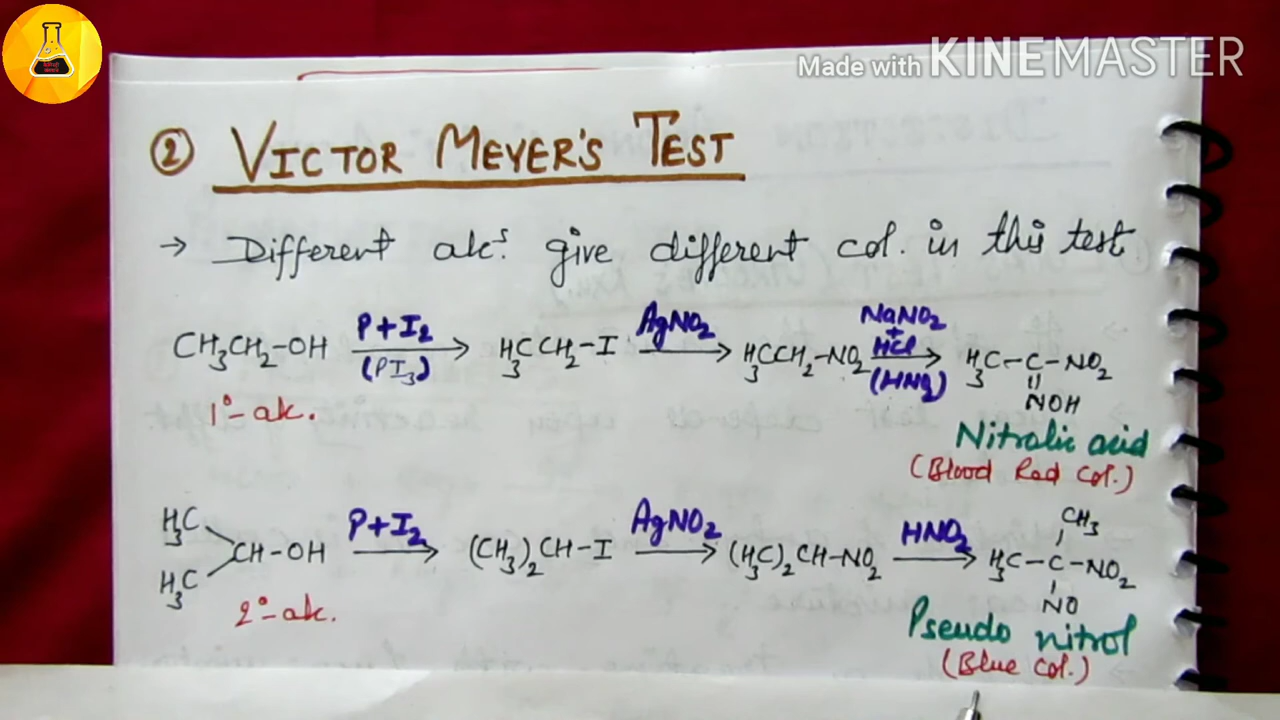 Made with KINEMASTER
② VICTOR MEYER'S TEST
→ Different alc.s give different col. in this test
CH3CH2-OH P+I2 (PI3) → H3CCH2-I AgNO2 → H3CCH2-NO2 NaNO2 + HCl (HNO2) → H3C-C-NO2
NOH
1°-alc.
Nitrolic acid
(Blood Red Col.)
H3C
H3C
CH-OH P+I2 → (CH3)2CH-I AgNO2 → (H3C)2CH-NO2 HNO2 → H3C-C-NO2
CH3
NO
2°-alc.
Pseudo nitrol
(Blue Col.)